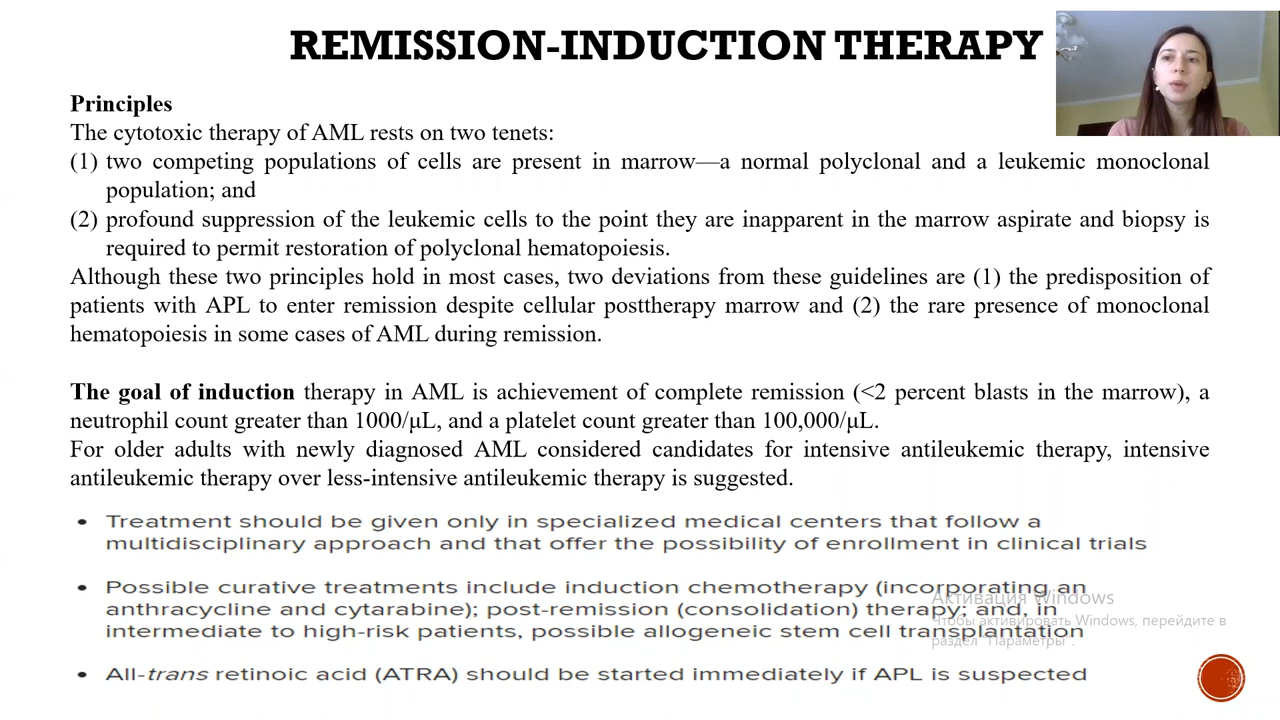 REMISSION-INDUCTION THERAPY
Principles
The cytotoxic therapy of AML rests on two tenets:
(1) two competing populations of cells are present in marrow—a normal polyclonal and a leukemic monoclonal
population; and
(2) profound suppression of the leukemic cells to the point they are inapparent in the marrow aspirate and biopsy is
required to permit restoration of polyclonal hematopoiesis.
Although these two principles hold in most cases, two deviations from these guidelines are (1) the predisposition of
patients with APL to enter remission despite cellular posttherapy marrow and (2) the rare presence of monoclonal
hematopoiesis in some cases of AML during remission.
The goal of induction therapy in AML is achievement of complete remission (<2 percent blasts in the marrow), a
neutrophil count greater than 1000/μL, and a platelet count greater than 100,000/μL.
For older adults with newly diagnosed AML considered candidates for intensive antileukemic therapy, intensive
antileukemic therapy over less-intensive antileukemic therapy is suggested.
• Treatment should be given only in specialized medical centers that follow a
multidisciplinary approach and that offer the possibility of enrollment in clinical trials
• Possible curative treatments include induction chemotherapy (incorporating an
anthracycline and cytarabine); post-remission (consolidation) therapy; and, in
intermediate to high-risk patients, possible allogeneic stem cell transplantation
• All-trans retinoic acid (ATRA) should be started immediately if APL is suspected
Активация Windows
Чтобы активировать Windows, перейдите в
раздел "Параметры".